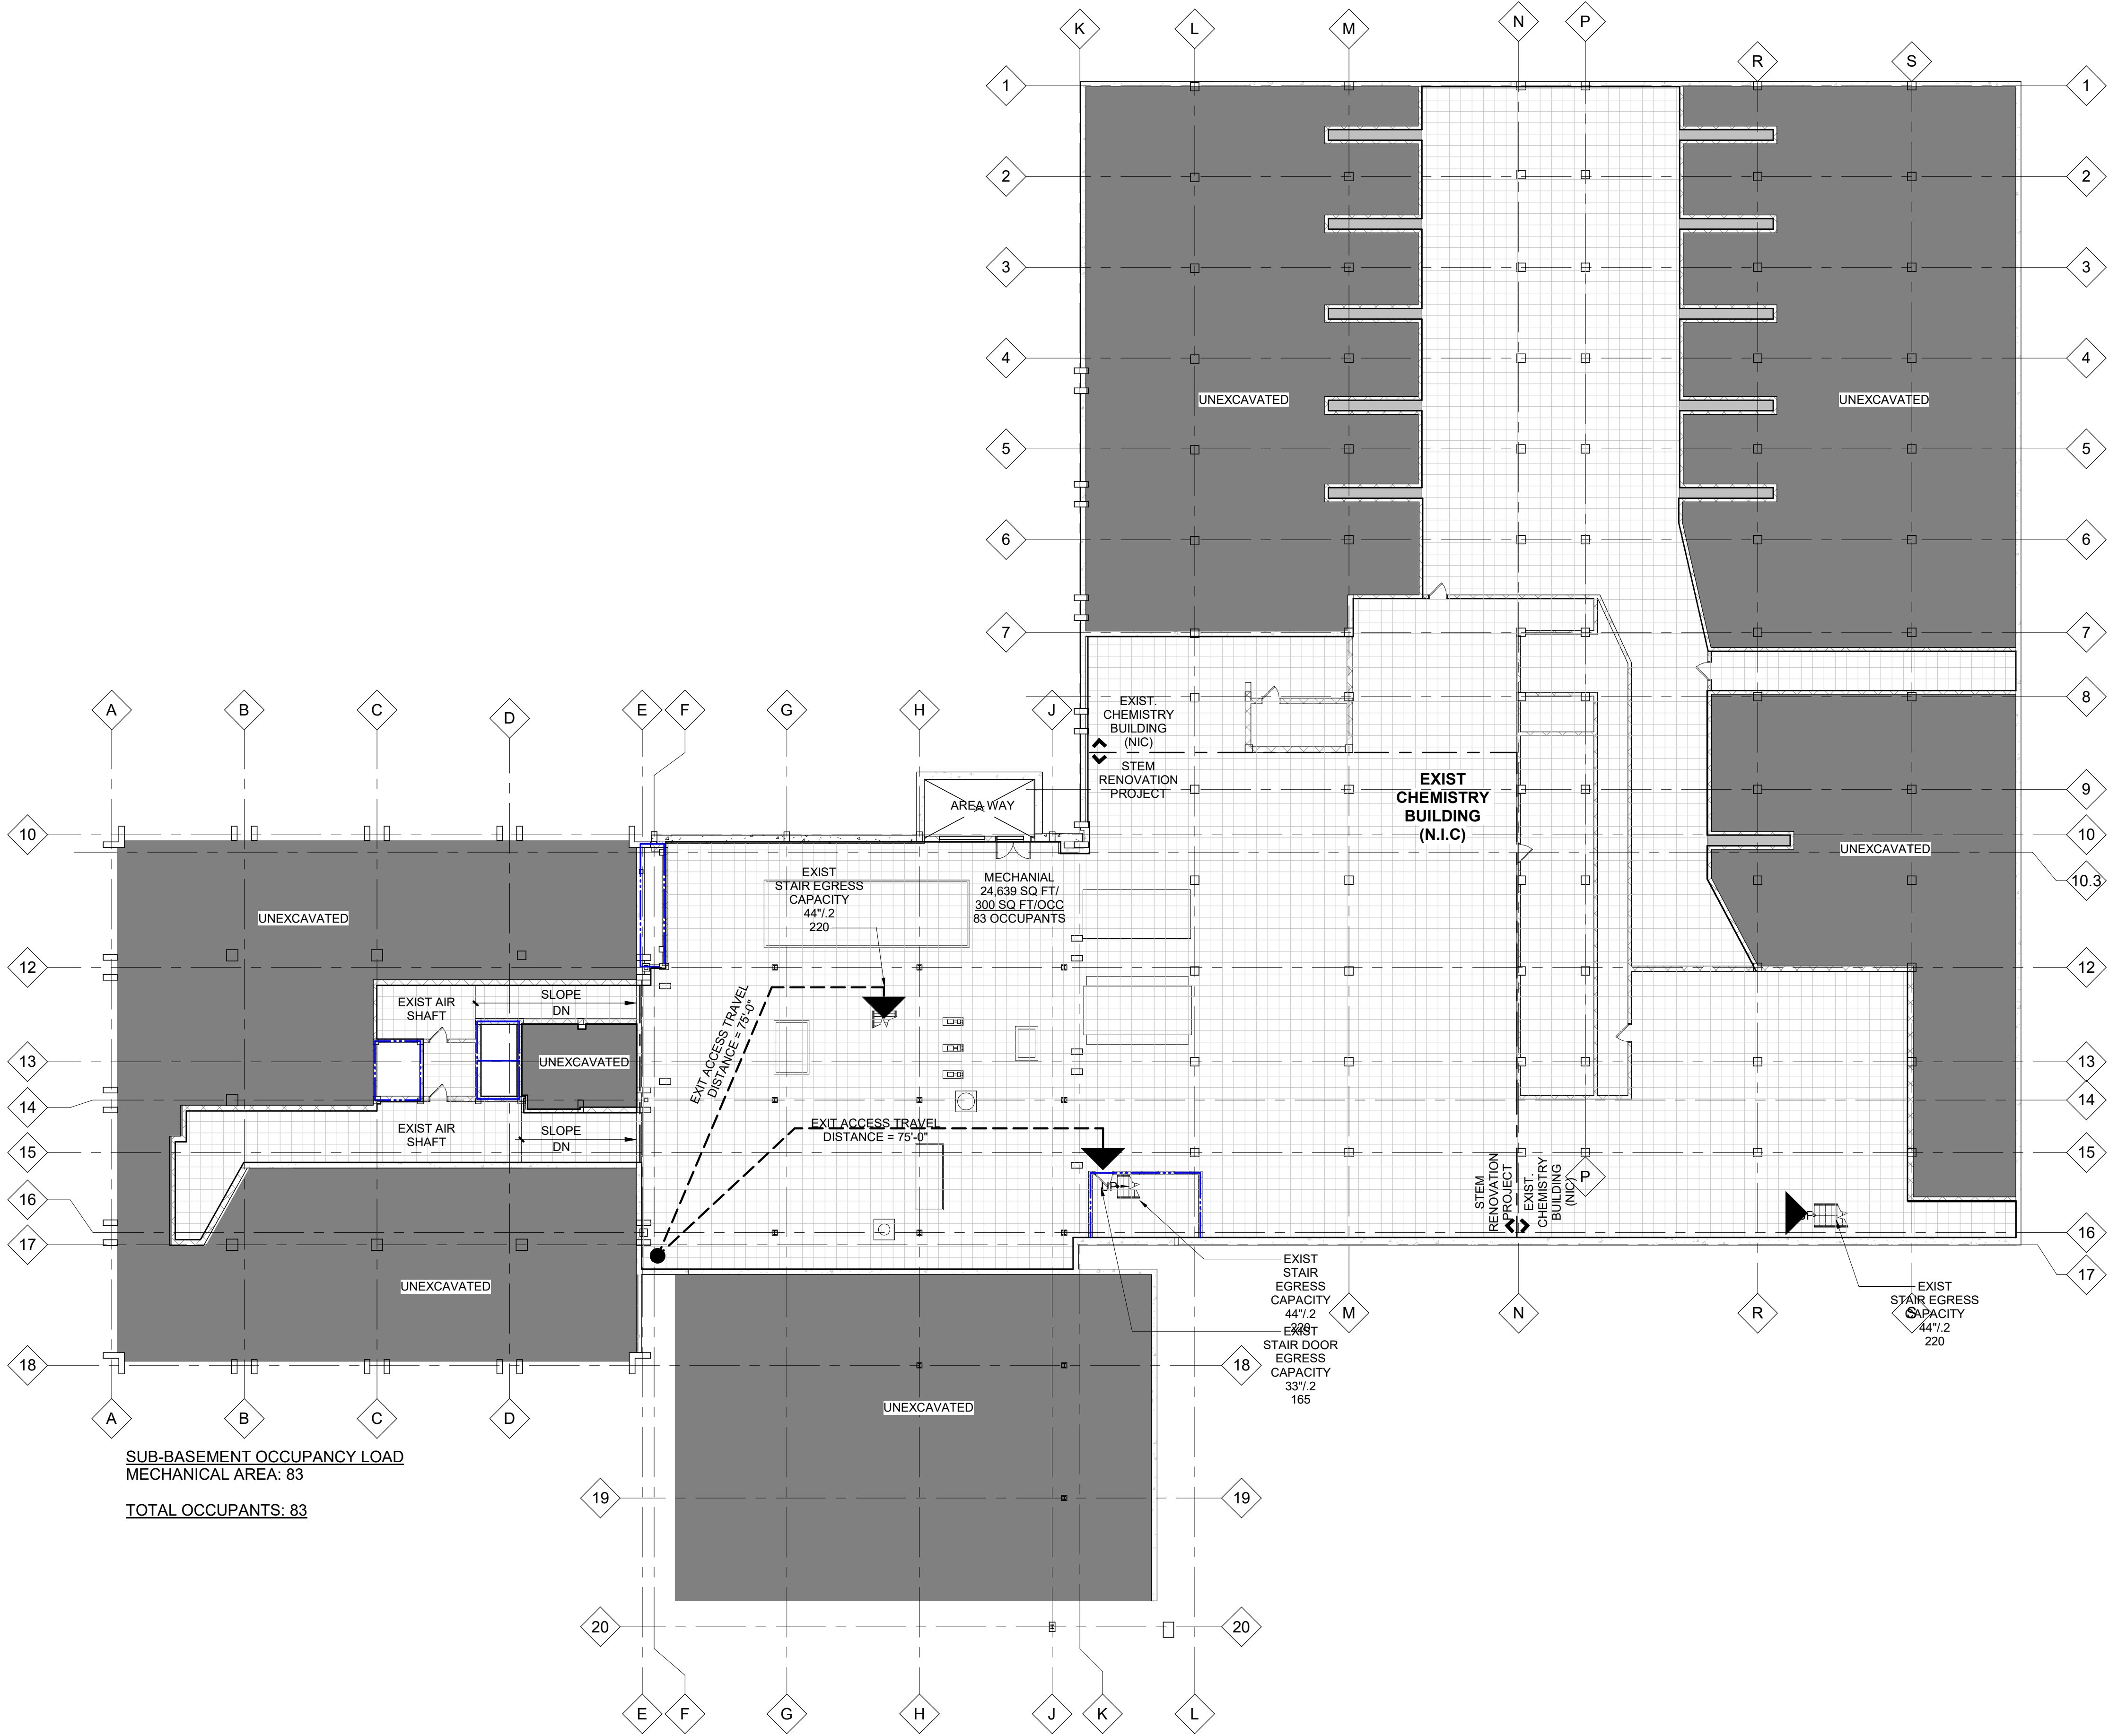 K
L
M
N
P
R
S
1
1
2
2
3
3
4
4
UNEXCAVATED
UNEXCAVATED
5
5
6
6
7
7
A
B
C
D
E
F
G
H
J
8
EXIST.
CHEMISTRY
BUILDING
(NIC)
STEM
RENOVATION
PROJECT
EXIST
CHEMISTRY
BUILDING
(N.I.C)
9
AREA WAY
10
10
UNEXCAVATED
10.3
EXIST
STAIR EGRESS
CAPACITY
44"/.2
220
MECHANIAL
24,639 SQ FT/
300 SQ FT/OCC
83 OCCUPANTS
UNEXCAVATED
12
12
EXIST AIR
SHAFT
SLOPE
DN
EXIT ACCESS TRAVEL
DISTANCE = 75'-0"
13
UNEXCAVATED
13
14
14
EXIST AIR
SHAFT
SLOPE
DN
EXIT ACCESS TRAVEL
DISTANCE = 75'-0"
15
15
P
UP
STEM
RENOVATION
PROJECT
EXIST.
CHEMISTRY
BUILDING
(NIC)
16
UP
16
17
17
UNEXCAVATED
EXIST
STAIR
EGRESS
CAPACITY
44"/.2
220
EXIST
STAIR DOOR
EGRESS
CAPACITY
33"/.2
165
M
N
R
S
EXIST
STAIR EGRESS
CAPACITY
44"/.2
220
18
18
A
B
C
D
UNEXCAVATED
SUB-BASEMENT OCCUPANCY LOAD
MECHANICAL AREA: 83
TOTAL OCCUPANTS: 83
19
19
20
20
E
F
G
H
J
K
L